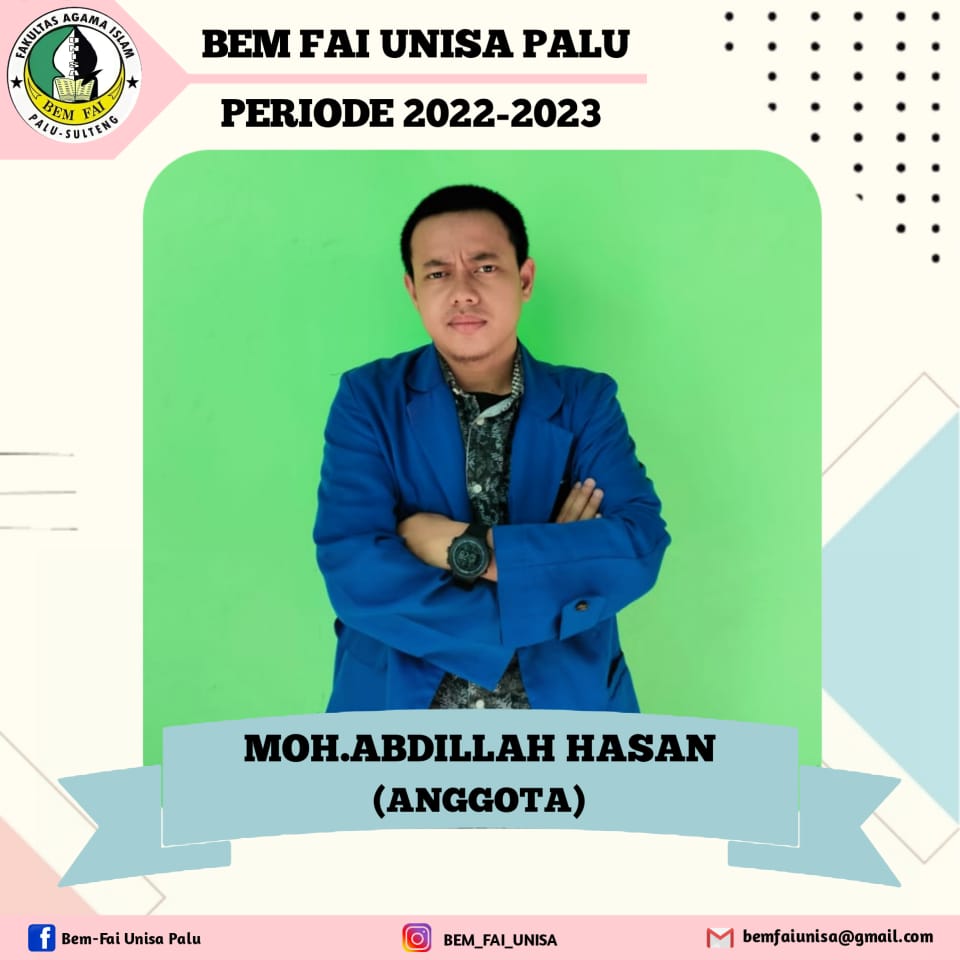 FAKULTAS AGAMA ISLAM
BEM FAI
PALU-SULTENG
BEM FAI UNISA PALU
PERIODE 2022-2023
MOH.ABDILLAH HASAN
(ANGGOTA)
Bem-Fai Unisa Palu
BEM_FAI_UNISA
bemfaiunisa@gmail.com